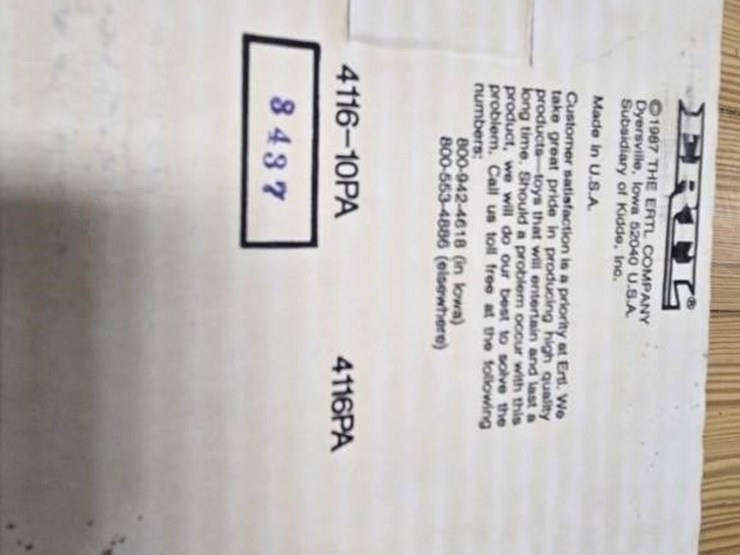 ERTL®
©1987 THE ERTL COMPANY
Dyersville, Iowa 52040 U.S.A.
Subsidiary of Kidde, Inc.
Made in U.S.A.
Customer satisfaction is a priority at Ertl. We
take great pride in producing high quality
products—toys that will entertain and last a
long time. Should a problem occur with this
product, we will do our best to solve the
problem. Call us toll free at the following
numbers:
800-942-4618 (in Iowa)
800-553-4886 (elsewhere)
4116-10PA 4116PA
8437